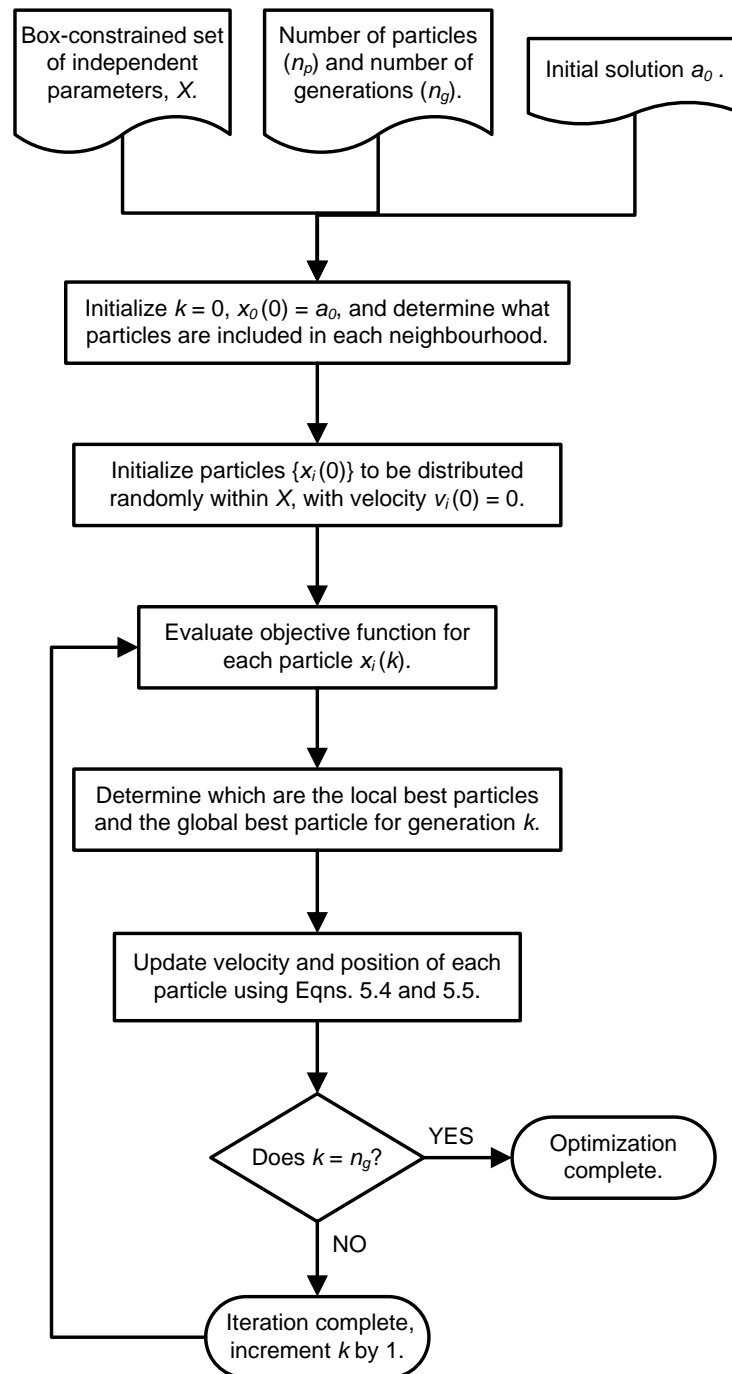 Box-constrained set
of independent
parameters, X.
Number of particles
(nₚ) and number of
generations (n_g).
Initial solution a₀ .
Initialize k = 0, x₀(0) = a₀, and determine what
particles are included in each neighbourhood.
Initialize particles {xᵢ(0)} to be distributed
randomly within X, with velocity vᵢ(0) = 0.
Evaluate objective function for
each particle xᵢ(k).
Determine which are the local best particles
and the global best particle for generation k.
Update velocity and position of each
particle using Eqns. 5.4 and 5.5.
Does k = n_g?
YES
Optimization
complete.
NO
Iteration complete,
increment k by 1.